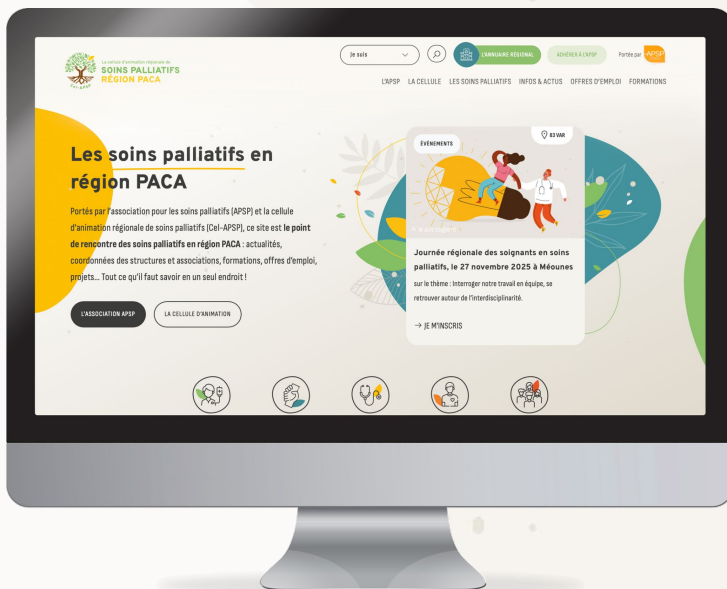 La cellule d'animation régionale de
SOINS PALLIATIFS
RÉGION PACA
Cel-APSP
Je suis
L'ANNUAIRE RÉGIONAL
ADHÉRER À L'APSP
Portée par
APSP
L'APSP LA CELLULE LES SOINS PALLIATIFS INFOS & ACTUS OFFRES D'EMPLOI FORMATIONS
Les soins palliatifs en
région PACA
Portés par l'association pour les soins palliatifs (APSP) et la cellule
d'animation régionale de soins palliatifs (Cel-APSP), ce site est le point
de rencontre des soins palliatifs en région PACA : actualités,
coordonnées des structures et associations, formations, offres d'emploi,
projets... Tout ce qu'il faut savoir en un seul endroit !
L'ASSOCIATION APSP
LA CELLULE D'ANIMATION
ÉVÉNEMENTS
83 VAR
Journée régionale des soignants en soins
palliatifs, le 27 novembre 2025 à Méounes
sur le thème : Interroger notre travail en équipe, se
retrouver autour de l'interdisciplinarité.
→ JE M'INSCRIS